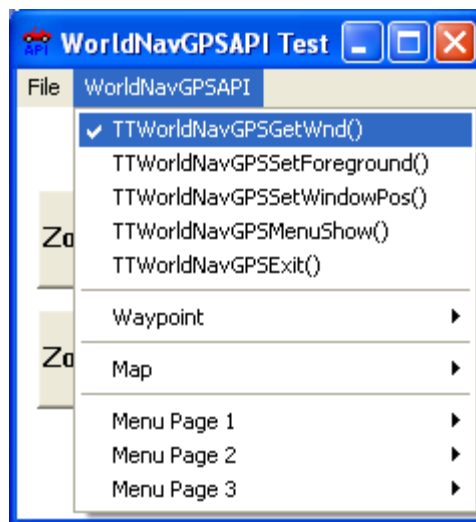 API
WorldNavGPSAPI Test
File WorldNavGPSAPI
TTWorldNavGPSGetWnd()
TTWorldNavGPSSetForeground()
TTWorldNavGPSSetWindowPos()
TTWorldNavGPSMenuShow()
TTWorldNavGPSExit()
Waypoint
Map
Menu Page 1
Menu Page 2
Menu Page 3